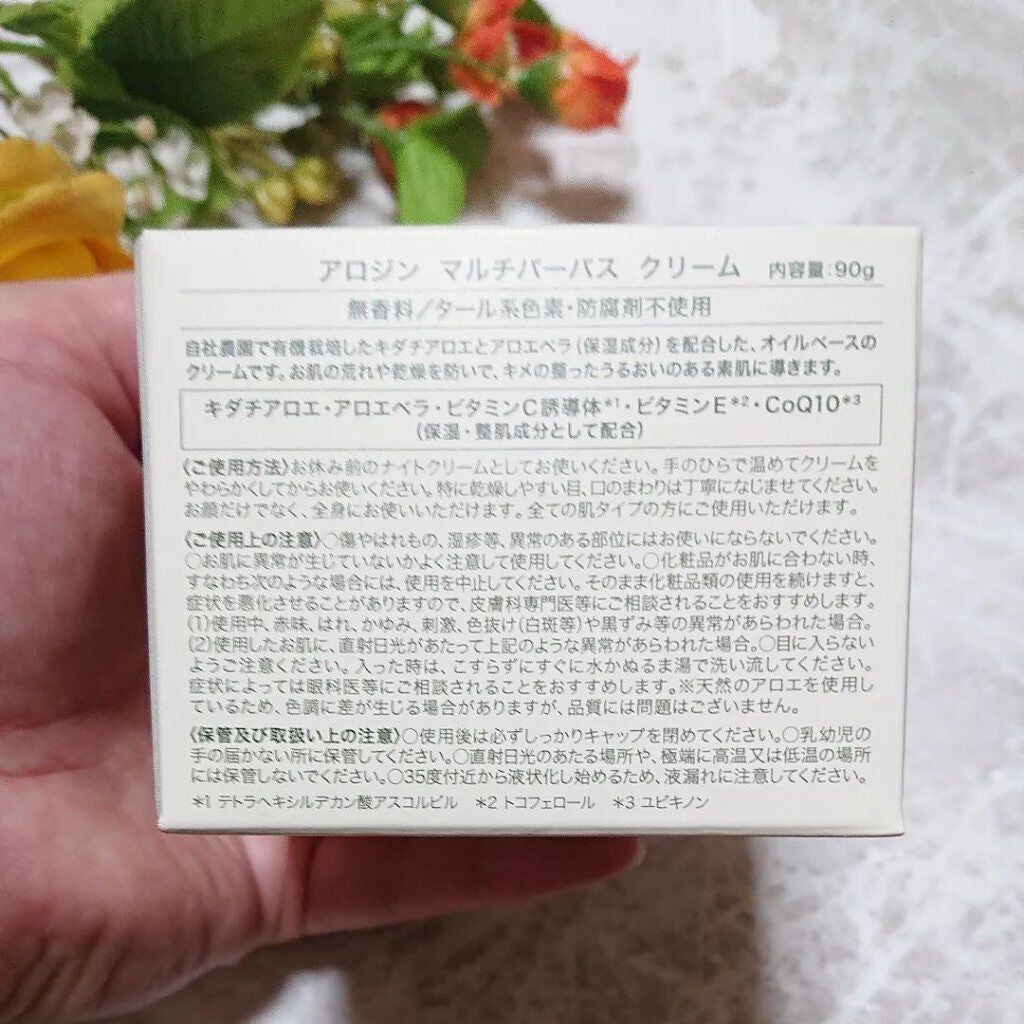 アロジン マルチパーパス クリーム 内容量:90g
無香料/タール系色素・防腐剤不使用
自社農園で有機栽培したキダチアロエとアロエベラ(保湿成分)を配合した、オイルベースの
クリームです。お肌の荒れや乾燥を防いで、キメの整ったうるおいのある素肌に導きます。
キダチアロエ・アロエベラ・ビタミンC誘導体*1・ビタミンE*2・CoQ10*3
(保湿・整肌成分として配合)
〈ご使用方法〉お休み前のナイトクリームとしてお使いください。手のひらで温めてクリームを
やわらかくしてからお使いください。特に乾燥しやすい目、口のまわりは丁寧になじませてください。
お顔だけでなく、全身にお使いいただけます。全ての肌タイプの方にご使用いただけます。
〈ご使用上の注意〉○傷やはれもの、湿疹等、異常のある部位にはお使いにならないでください。
○お肌に異常が生じていないかよく注意して使用してください。○化粧品がお肌に合わない時、
すなわち次のような場合には、使用を中止してください。そのまま化粧品類の使用を続けますと、
症状を悪化させることがありますので、皮膚科専門医等にご相談されることをおすすめします。
(1)使用中、赤味、はれ、かゆみ、刺激、色抜け(白斑等)や黒ずみ等の異常があらわれた場合。
(2)使用したお肌に、直射日光があたって上記のような異常があらわれた場合。○目に入らない
ようご注意ください。入った時は、こすらずにすぐに水かぬるま湯で洗い流してください。
症状によっては眼科医等にご相談されることをおすすめします。※天然のアロエを使用し
ているため、色調に差が生じる場合がありますが、品質には問題はございません。
〈保管及び取扱い上の注意〉○使用後は必ずしっかりキャップを閉めてください。○乳幼児の
手の届かない所に保管してください。○直射日光のあたる場所や、極端に高温又は低温の場所
には保管しないでください。○35度付近から液状化し始めるため、液漏れに注意してください。
*1 テトラヘキシルデカン酸アスコルビル *2 トコフェロール *3 ユビキノン